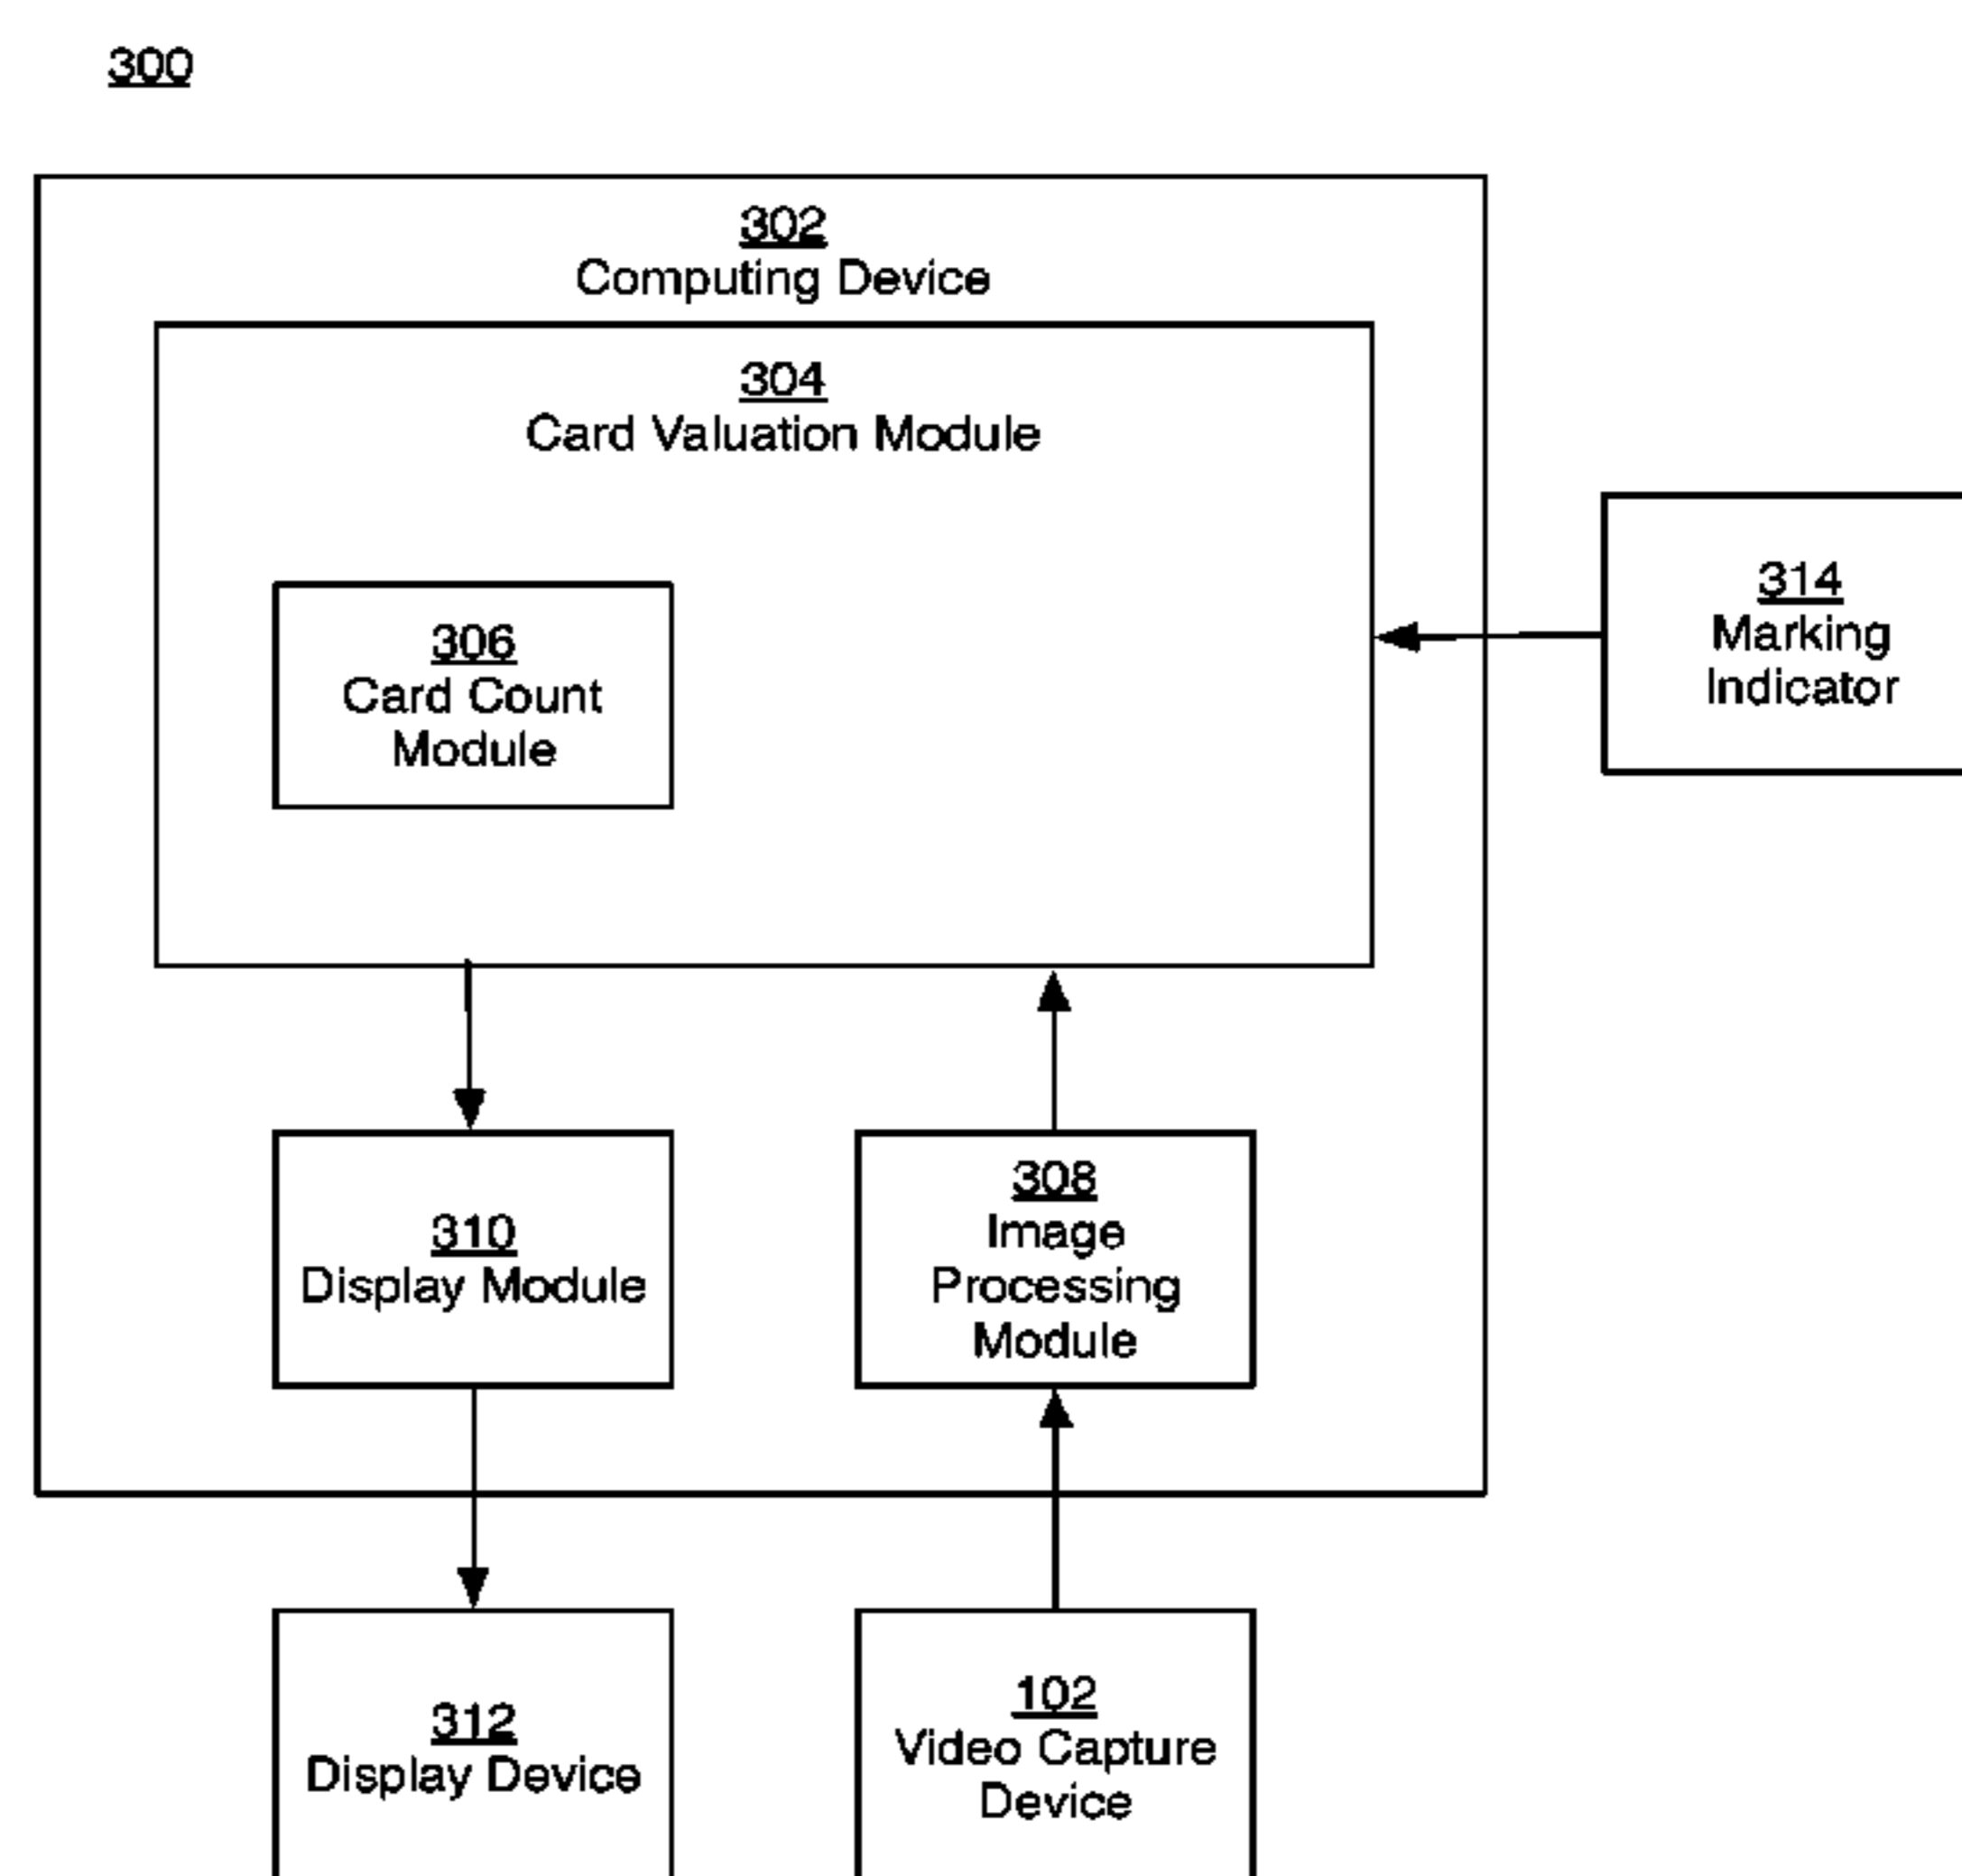 300
302
Computing Device
304
Card Valuation Module
306
Card Count
Module
314
Marking
Indicator
310
Display Module
308
Image
Processing
Module
312
Display Device
102
Video Capture
Device